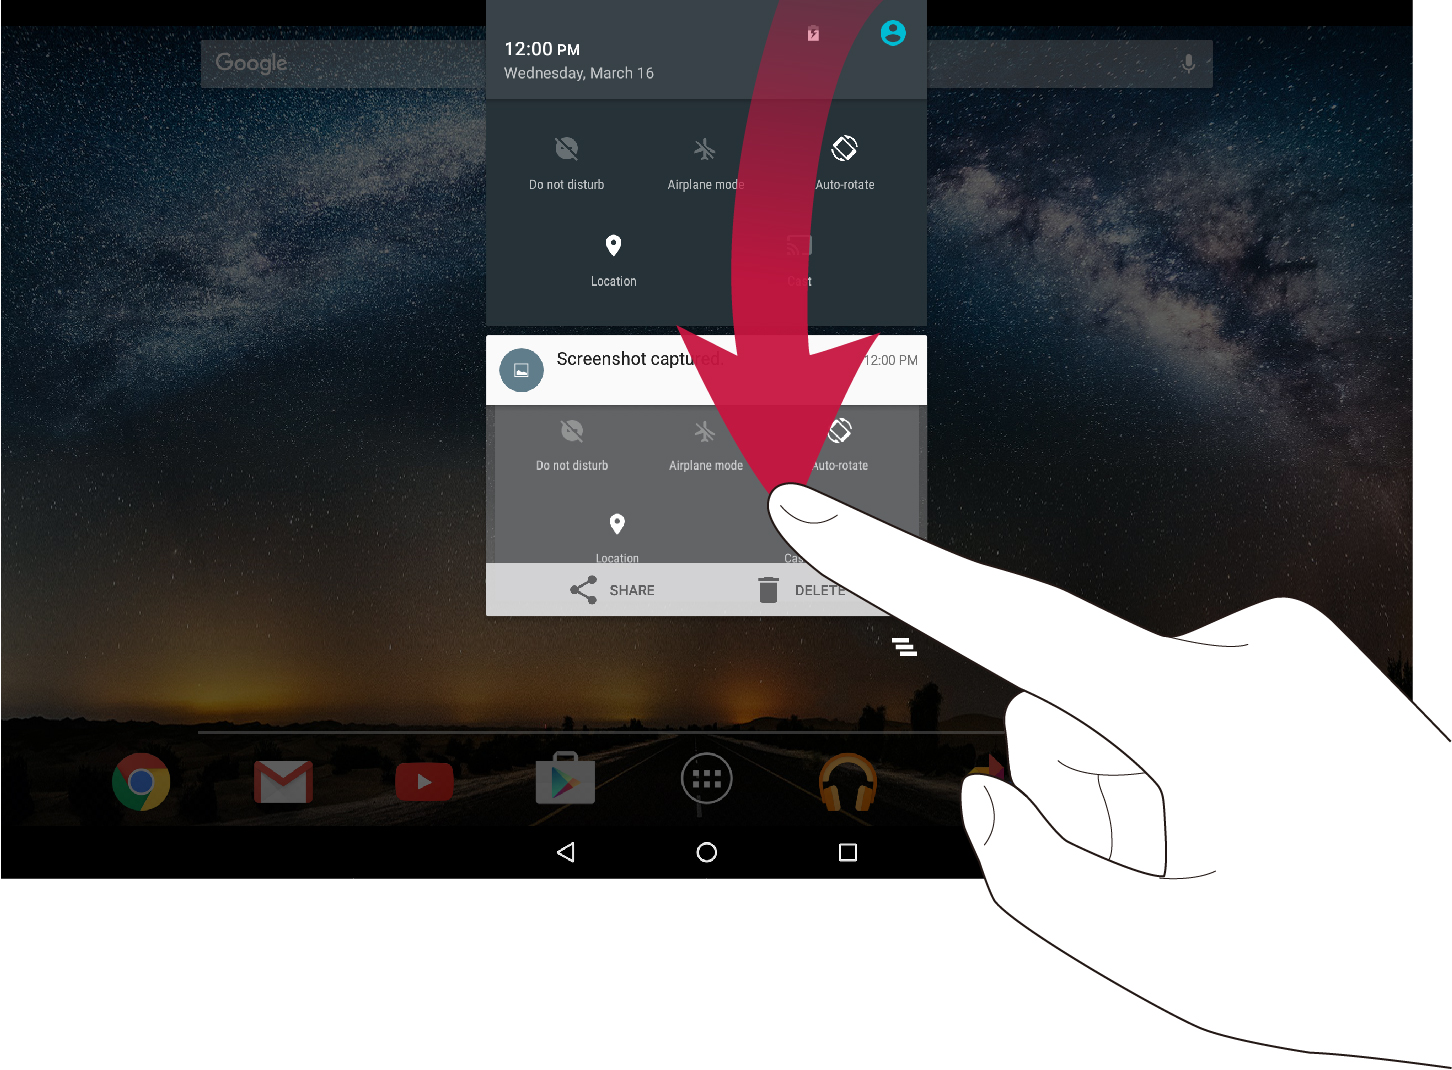 12:00 PM
Wednesday, March 16
Google
Do not disturb
Airplane mode
Auto-rotate
Location
Cast
Screenshot captured.
12:00 PM
Do not disturb
Airplane mode
Auto-rotate
Location
SHARE
DELETE